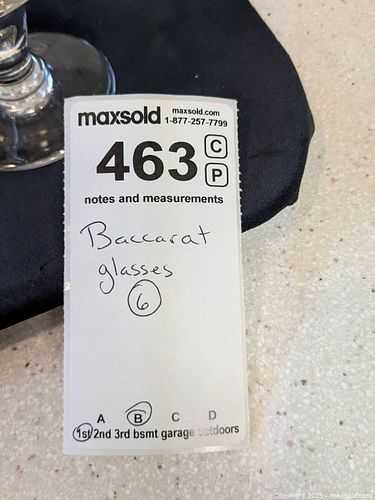 maxsold maxsold.com
1-877-257-7799
463 C
P
notes and measurements
Baccarat
glasses
6
A B C D
1st 2nd 3rd bsmt garage outdoors
Copyright 2025 - maxsold.com